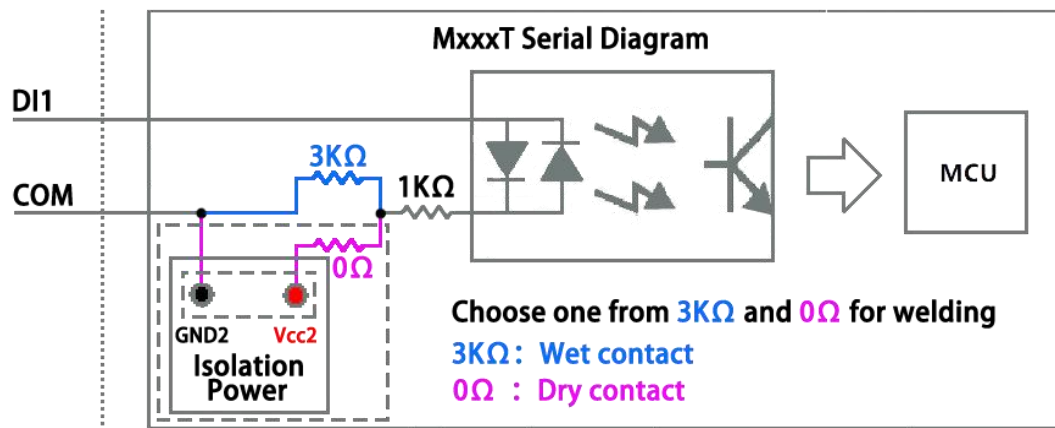 MxxxT Serial Diagram
DI1
3KΩ
COM
1KΩ
MCU
0Ω
GND2 Vcc2
Isolation
Power
Choose one from 3KΩ and 0Ω for welding
3KΩ: Wet contact
0Ω : Dry contact